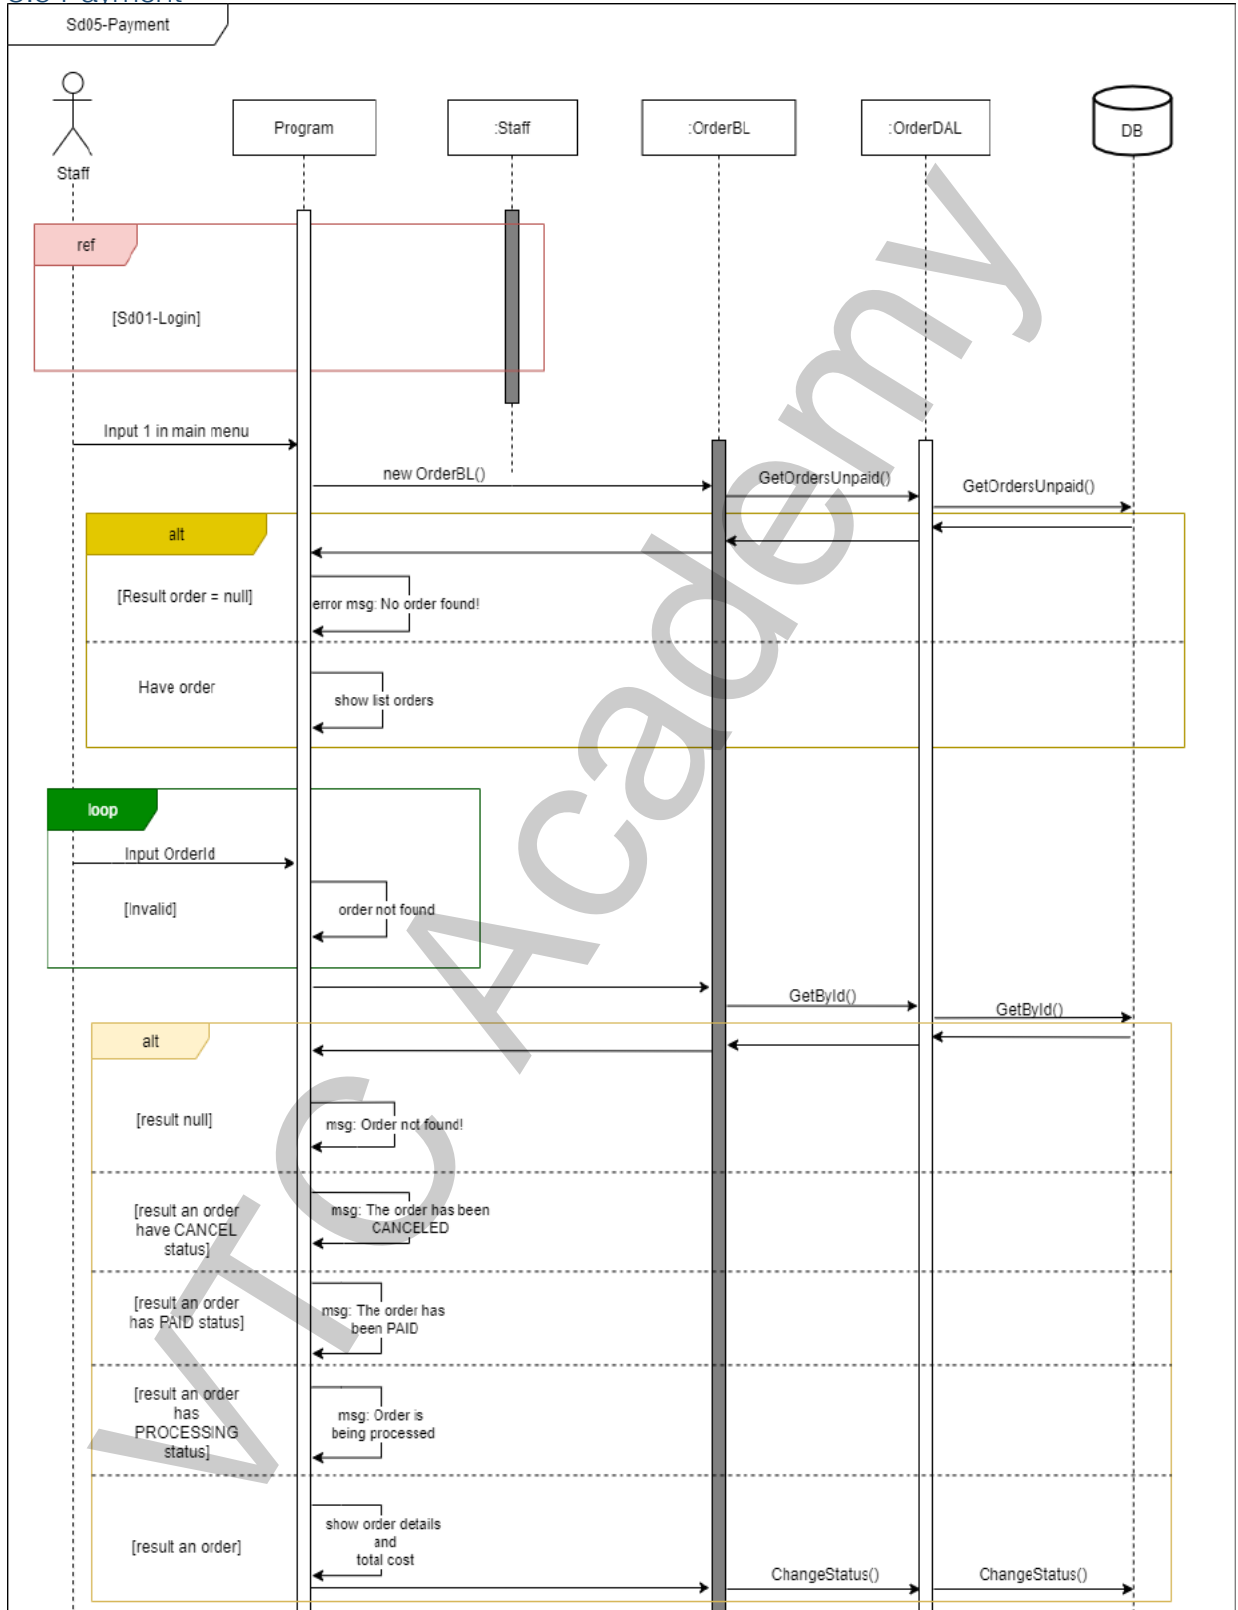 Sd05-Payment
Staff
Program
:Staff
:OrderBL
:OrderDAL
DB
ref
[Sd01-Login]
Input 1 in main menu
new OrderBL()
GetOrdersUnpaid()
GetOrdersUnpaid()
alt
[Result order = null]
error msg: No order found!
Have order
show list orders
loop
Input OrderId
[Invalid]
order not found
GetById()
GetById()
alt
[result null]
msg: Order not found!
[result an order
have CANCEL
status]
msg: The order has been
CANCELED
[result an order
has PAID status]
msg: The order has
been PAID
[result an order
has
PROCESSING
status]
msg: Order is
being processed
[result an order]
show order details
and
total cost
ChangeStatus()
ChangeStatus()
VTC Academy